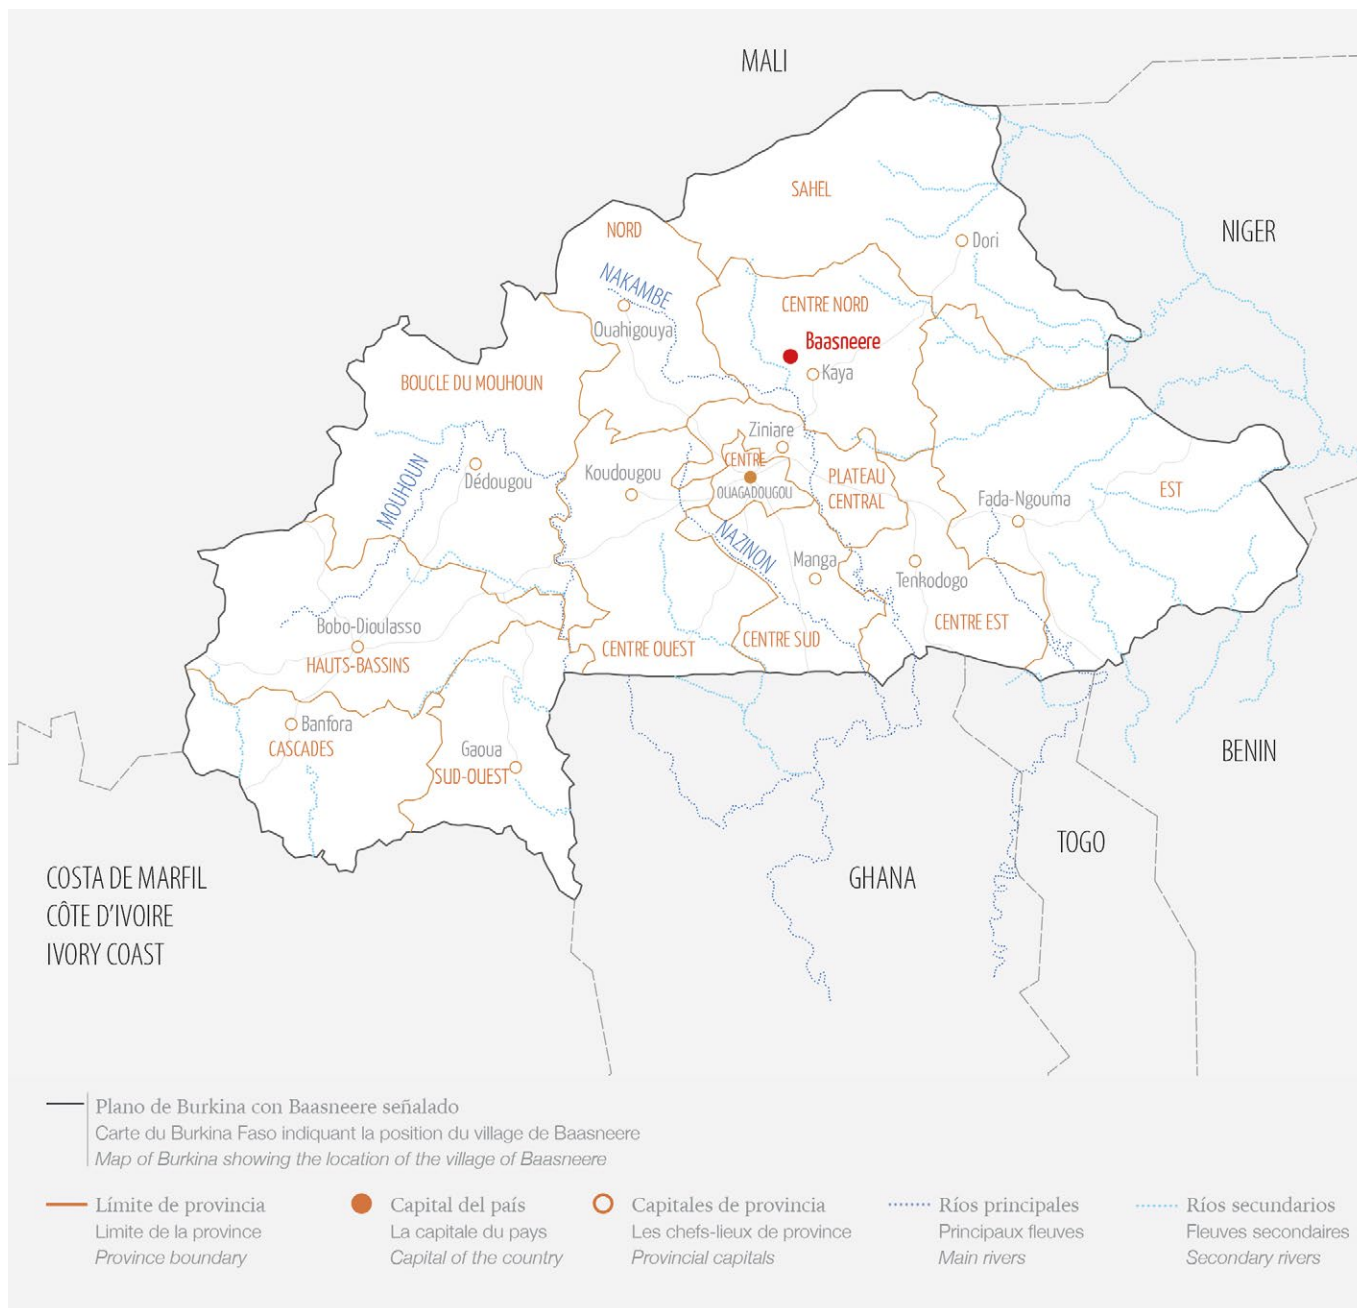 MALI
SAHEL
NORD
NIGER
Dori
NAKAMBE
CENTRE NORD
Ouahigouya
Baasneere
Kaya
BOUCLE DU MOUHOUN
Ziniare
CENTRE
MOUHOUN
Dédougou
Koudougou
OUAGADOUGOU
PLATEAU
CENTRAL
Fada-Ngouma
EST
NAZINON
Manga
Tenkodogo
Bobo-Dioulasso
CENTRE EST
CENTRE OUEST
CENTRE SUD
HAUTS-BASSINS
Banfora
CASCADES
Gaoua
SUD-OUEST
BENIN
TOGO
GHANA
COSTA DE MARFIL
CÔTE D'IVOIRE
IVORY COAST
Plano de Burkina con Baasneere señalado
Carte du Burkina Faso indiquant la position du village de Baasneere
Map of Burkina showing the location of the village of Baasneere
Límite de provincia
Limite de la province
Province boundary
Capital del país
La capitale du pays
Capital of the country
Capitales de provincia
Les chefs-lieux de province
Provincial capitals
Ríos principales
Principaux fleuves
Main rivers
Ríos secundarios
Fleuves secondaires
Secondary rivers